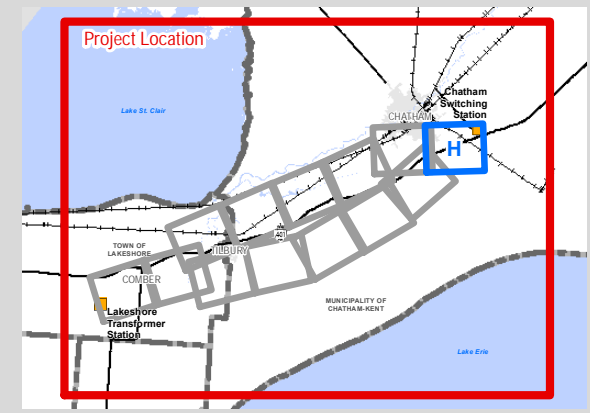 Project Location
Chatham
Switching
Station
CHATHAM
H
Lake St. Clair
401
TOWN OF
LAKESHORE
TILBURY
COMBER
Lakeshore
Transformer
Station
MUNICIPALITY OF
CHATHAM-KENT
Lake Erie